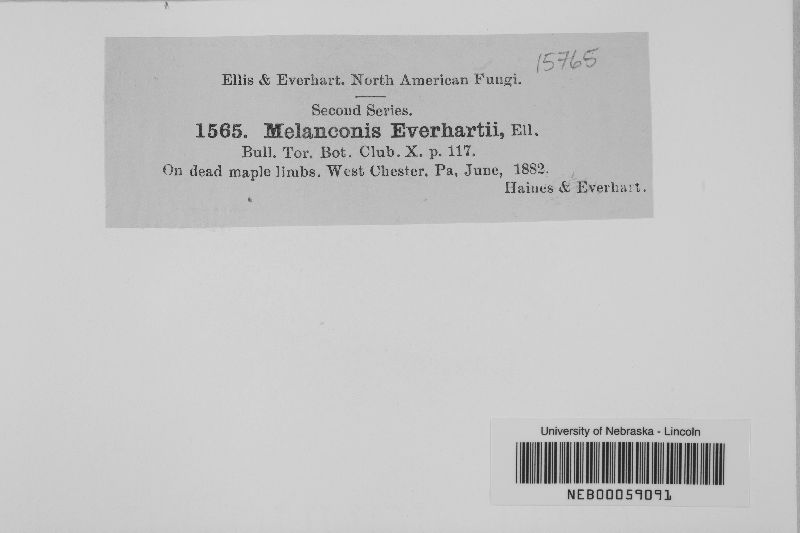 15765
Ellis & Everhart. North American Fungi.
Second Series.
1565. Melanconis Everhartii, Ell.
Bull. Tor. Bot. Club. X. p. 117.
On dead maple limbs. West Chester. Pa, June, 1882.
Haines & Everhart.
University of Nebraska - Lincoln
NEB00059091